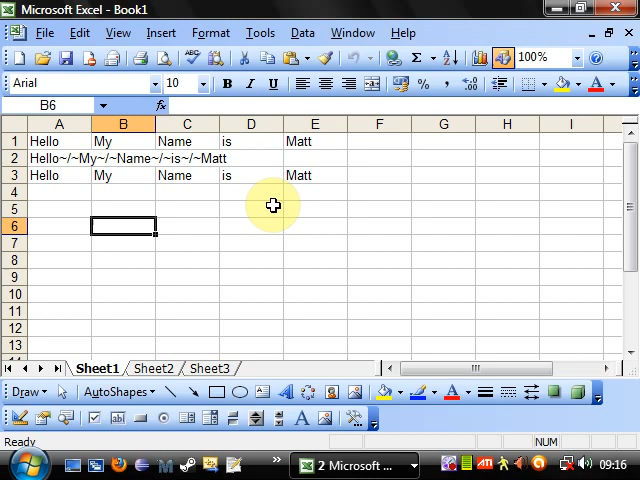 Microsoft Excel - Book1
File Edit View Insert Format Tools Data Window Help
100%
Arial 10 B I U
B6 fx
A B C D E F G H I
1 Hello My Name is Matt
2 Hello~/~My~/~Name~/~is~/~Matt
3 Hello My Name is Matt
4
5
6
7
8
9
10
11
12
13
14
Sheet1 Sheet2 Sheet3
Draw AutoShapes
Ready NUM
2 Microsoft ... ATI 09:16